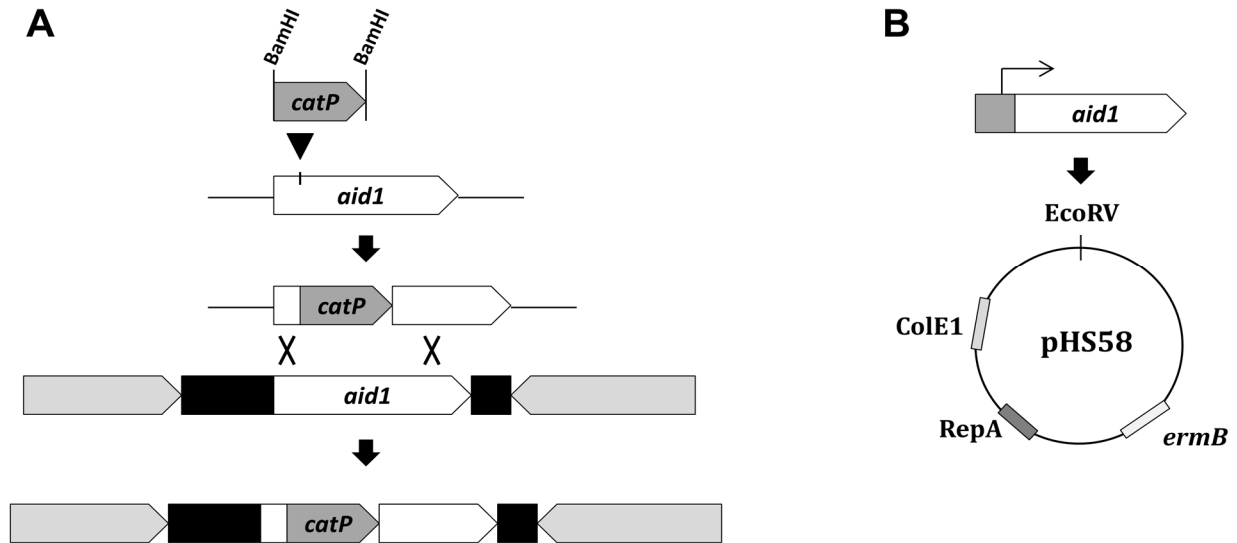 A
BamHI
BamHI
catP
aid1
catP
aid1
catP
B
aid1
EcoRV
ColE1
pHS58
RepA
ermB